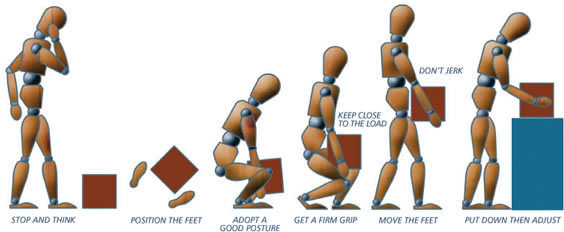 STOP AND THINK
POSITION THE FEET
ADOPT A
GOOD POSTURE
KEEP CLOSE
TO THE LOAD
GET A FIRM GRIP
DON'T JERK
MOVE THE FEET
PUT DOWN THEN ADJUST